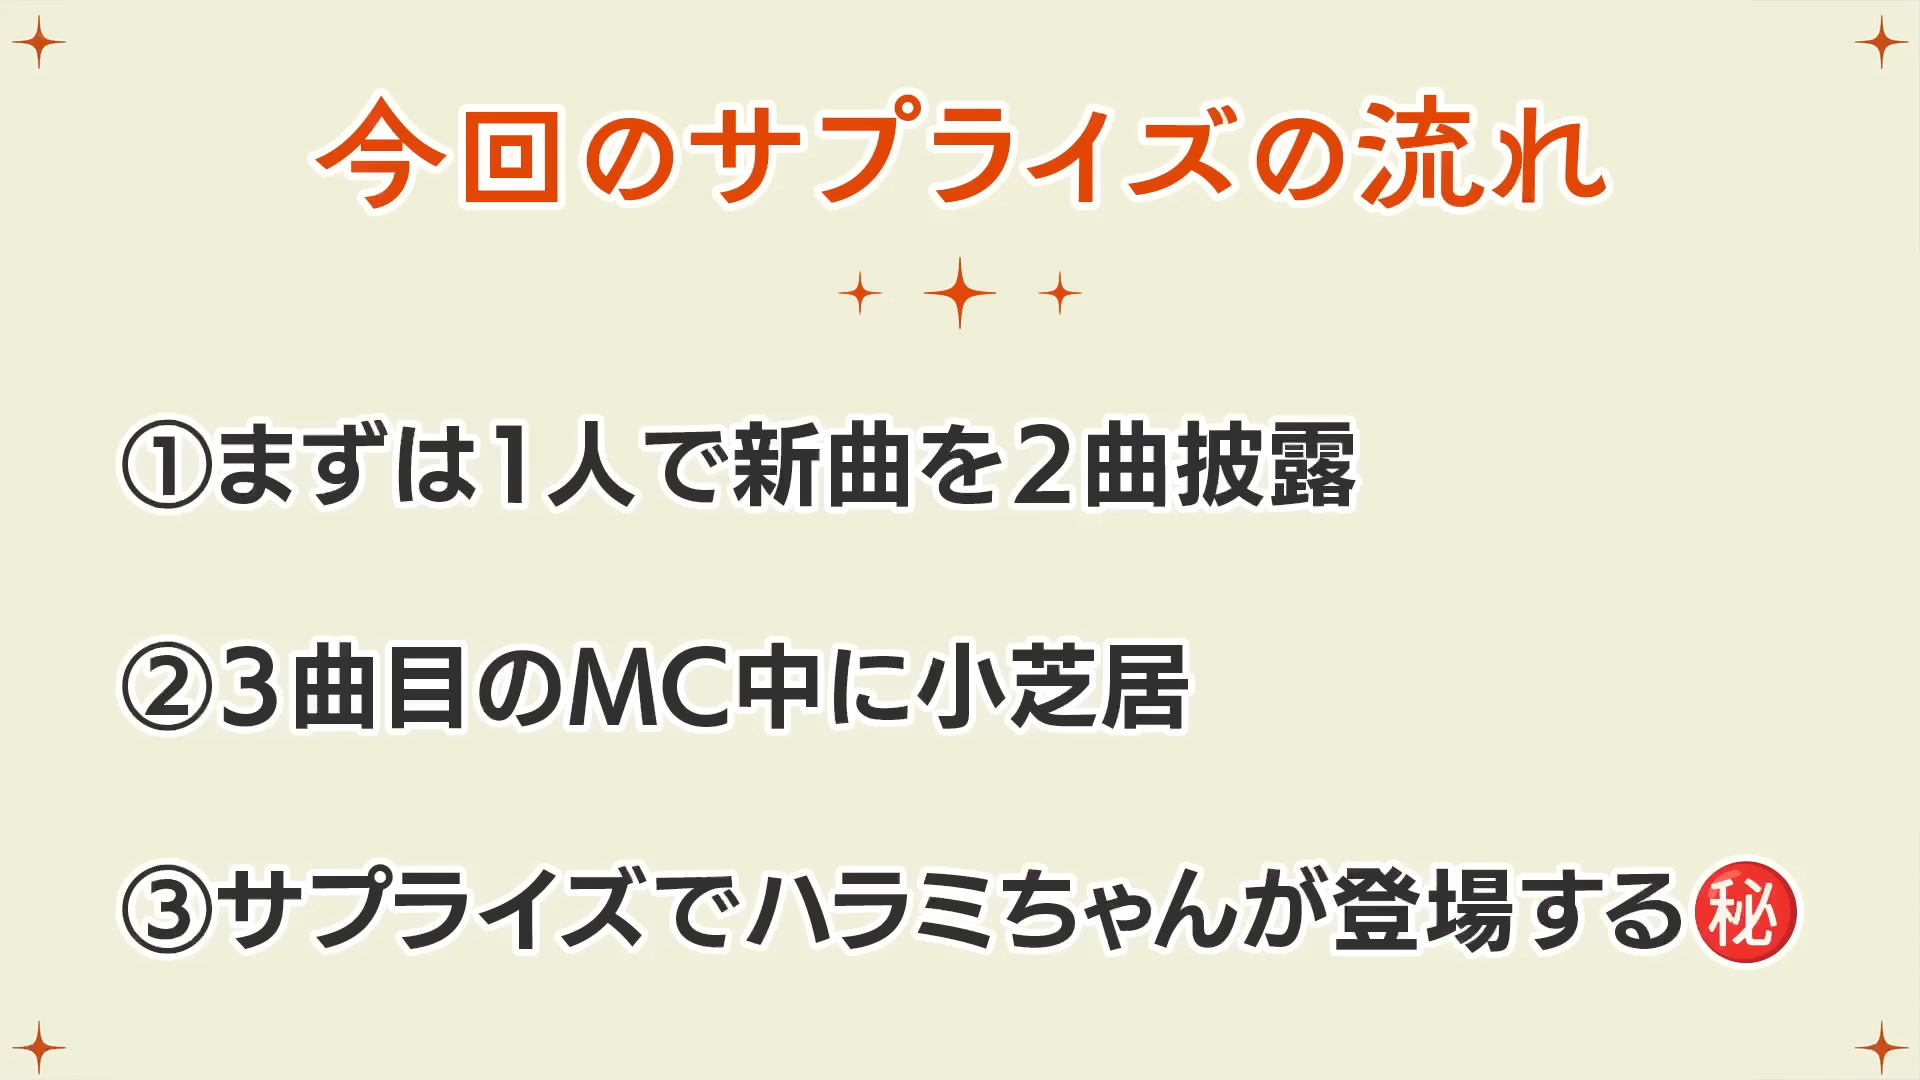 今回のサプライズの流れ
①まずは1人で新曲を2曲披露
②3曲目のMC中に小芝居
③サプライズでハラミちゃんが登場する㊙